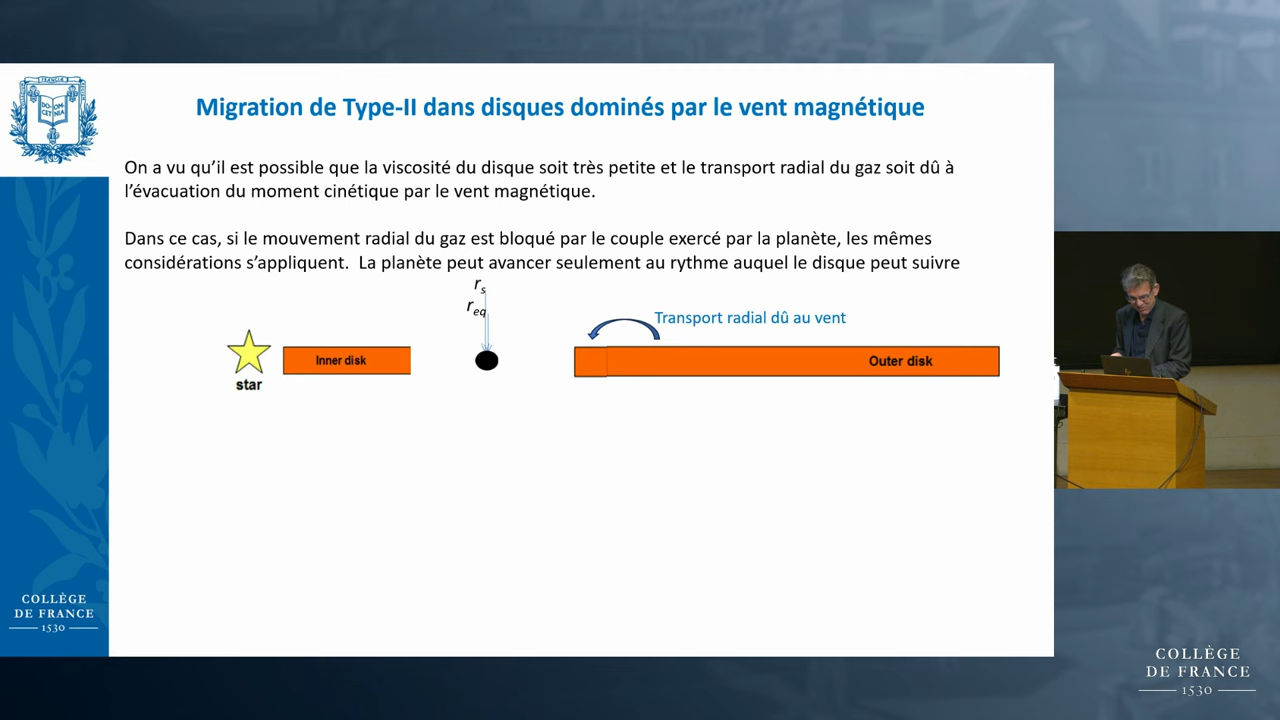 Migration de Type-II dans disques dominés par le vent magnétique
On a vu qu'il est possible que la viscosité du disque soit très petite et le transport radial du gaz soit dû à
l'évacuation du moment cinétique par le vent magnétique.
Dans ce cas, si le mouvement radial du gaz est bloqué par le couple exercé par la planète, les mêmes
considérations s'appliquent.  La planète peut avancer seulement au rythme auquel le disque peut suivre
rs
req
Transport radial dû au vent
Inner disk
Outer disk
star
COLLÈGE
DE FRANCE
1530
COLLÈGE
DE FRANCE
1530